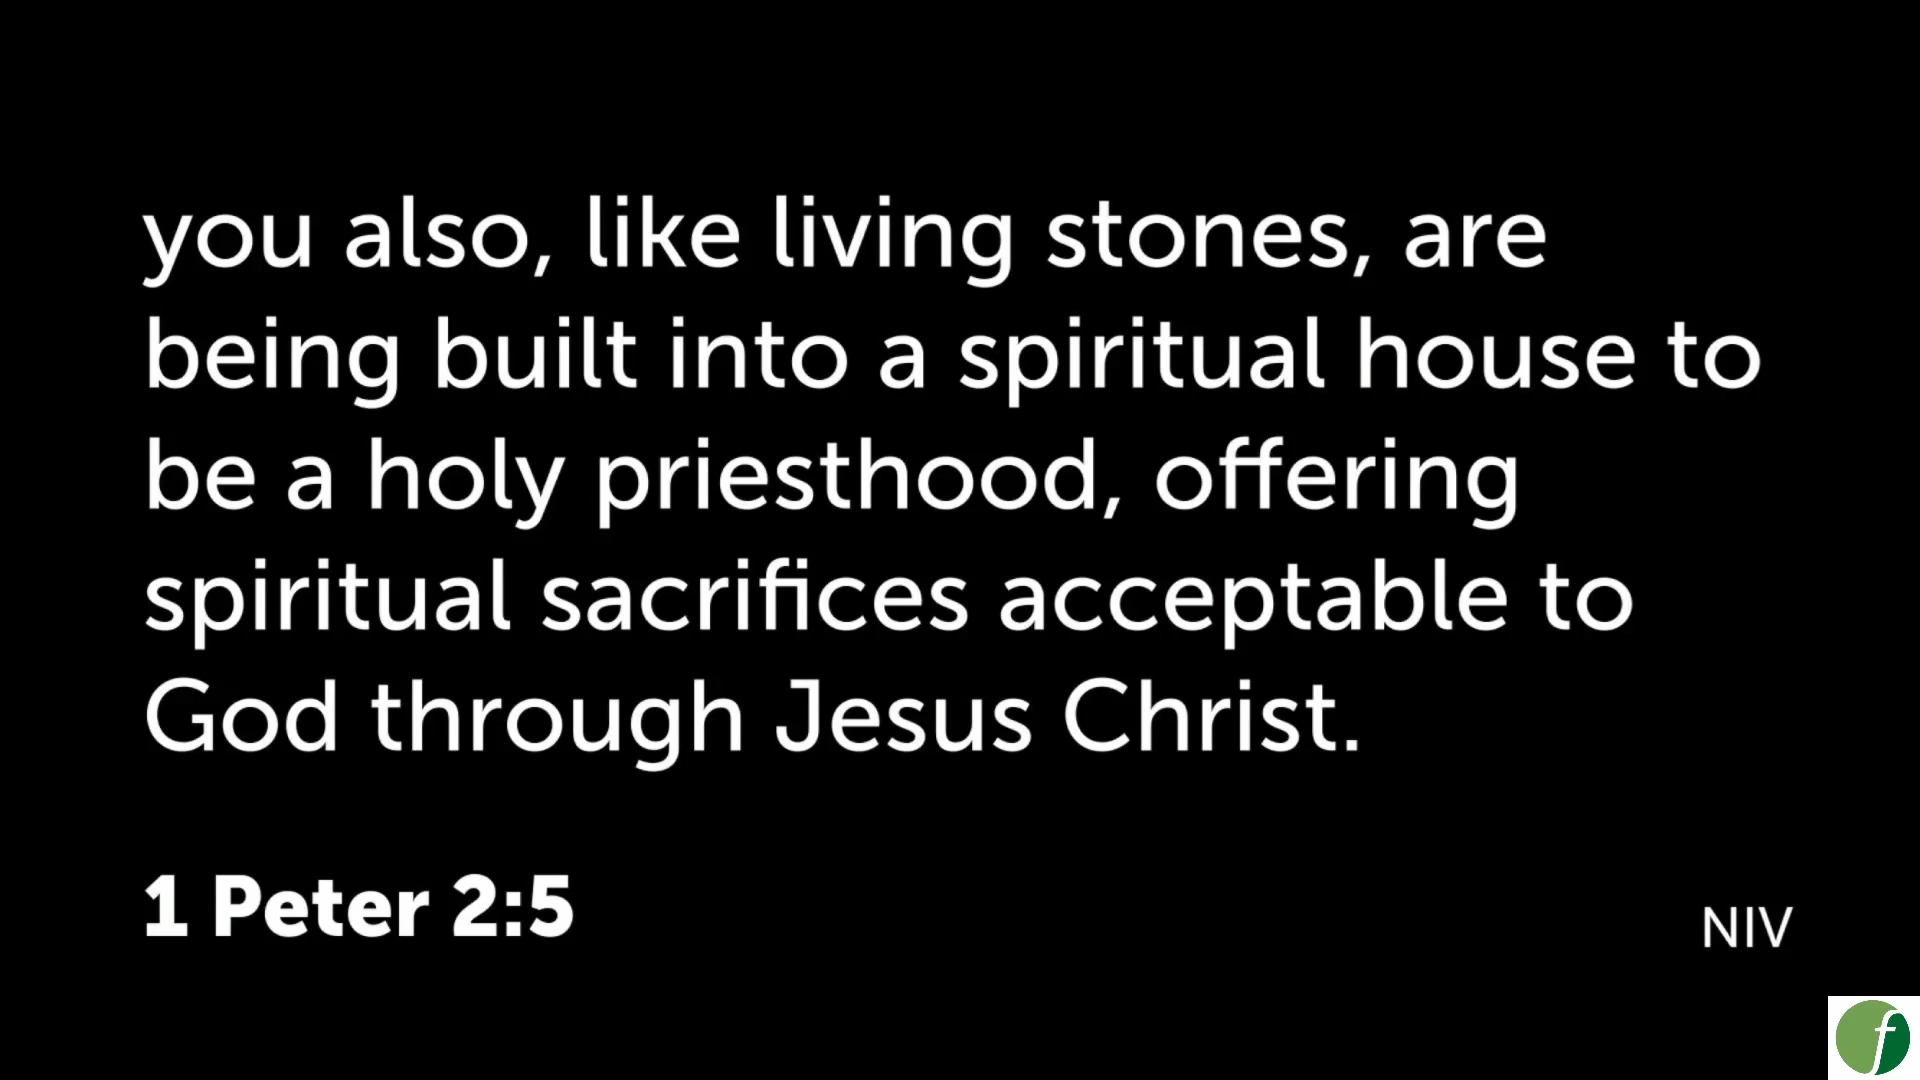 you also, like living stones, are
being built into a spiritual house to
be a holy priesthood, offering
spiritual sacrifices acceptable to
God through Jesus Christ.
1 Peter 2:5
NIV
f